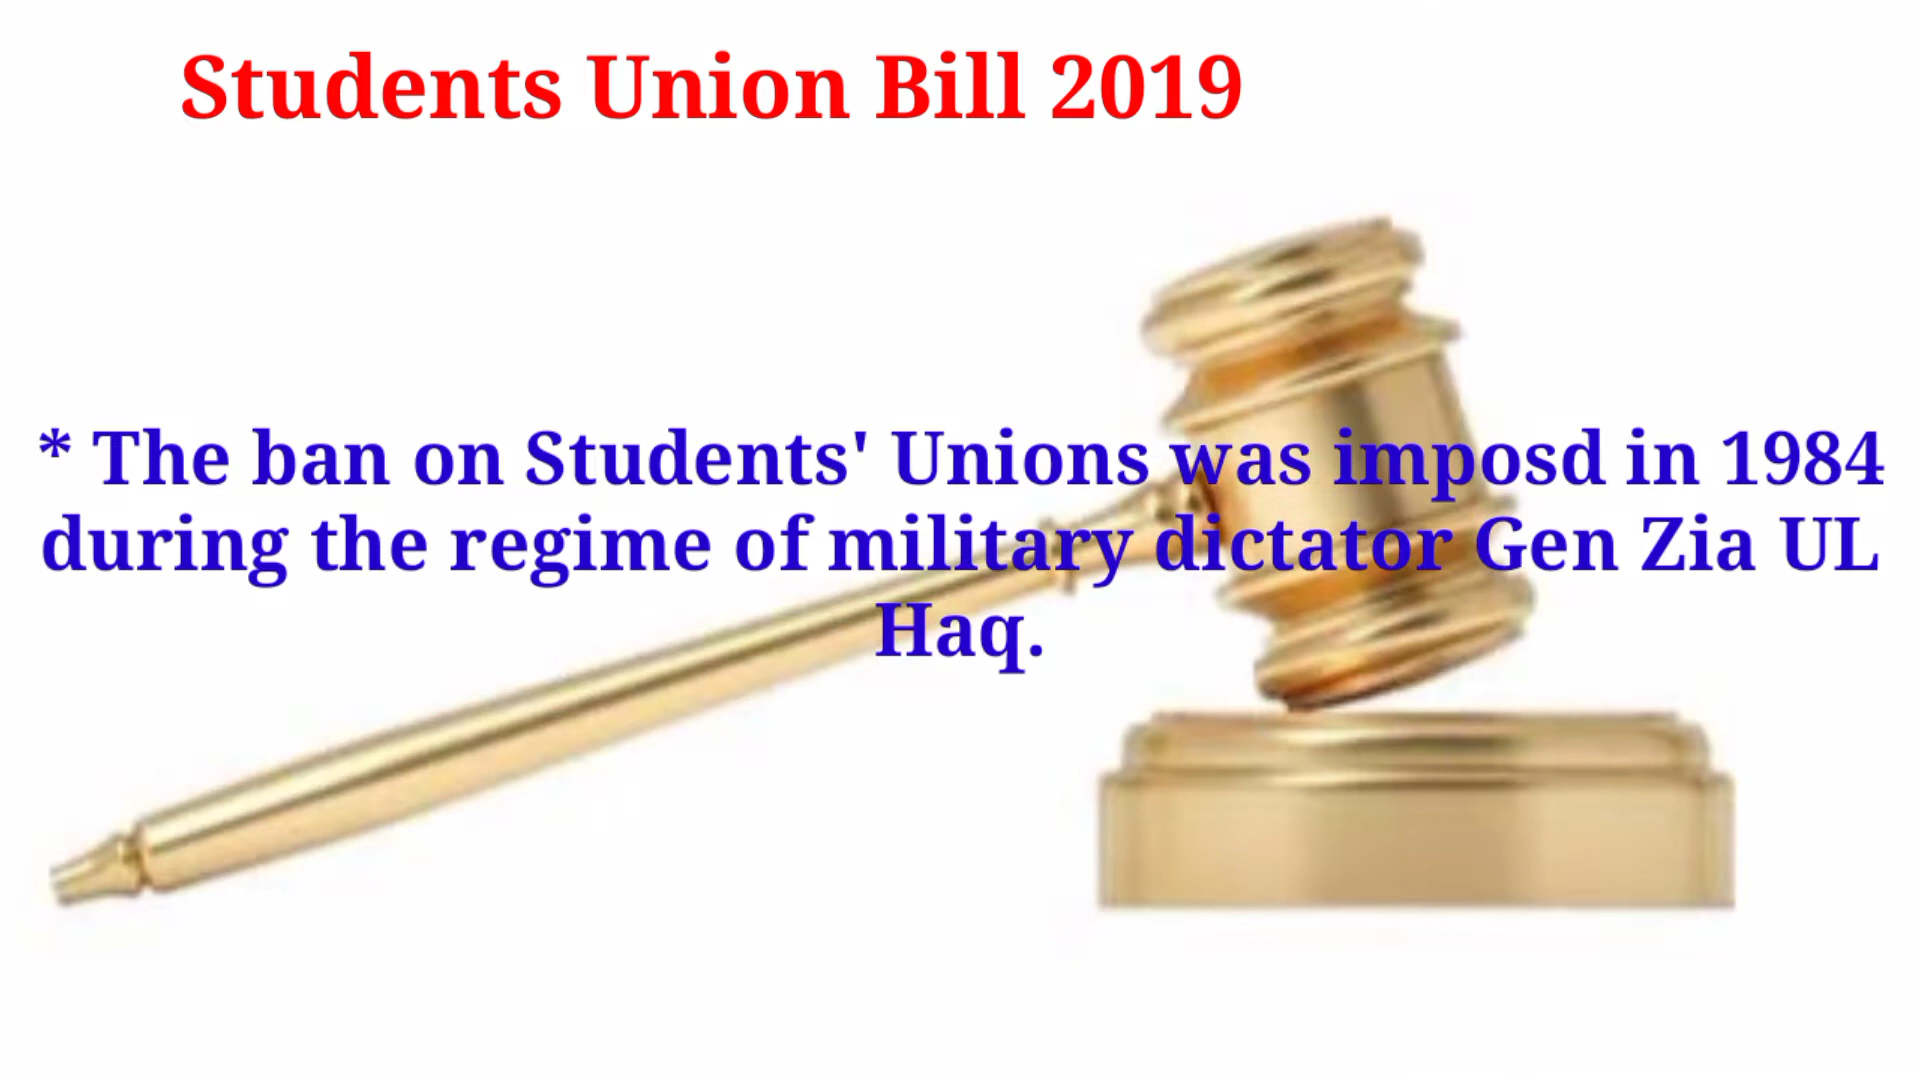 Students Union Bill 2019
* The ban on Students' Unions was imposd in 1984
during the regime of military dictator Gen Zia UL
Haq.